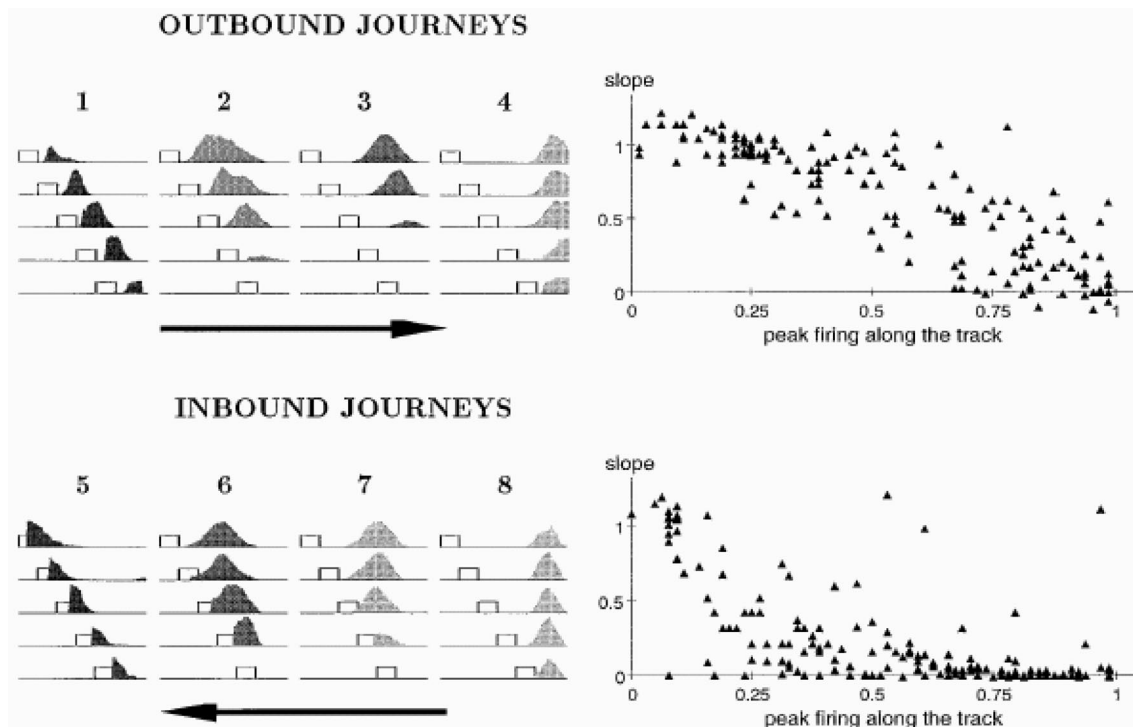 OUTBOUND JOURNEYS
1 2 3 4
slope
1
0.5
0
0 0.25 0.5 0.75 1
peak firing along the track
INBOUND JOURNEYS
5 6 7 8
slope
1
0.5
0
0 0.25 0.5 0.75 1
peak firing along the track